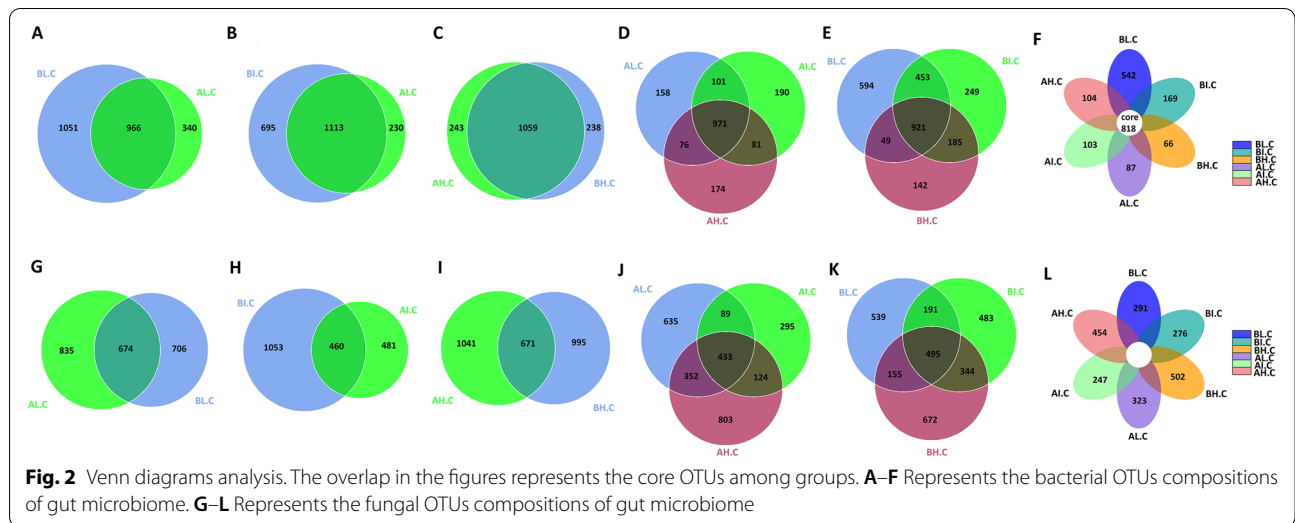 A
BL.C
AL.C
1051
966
340
B
BI.C
AI.C
695
1113
230
C
243
1059
238
AH.C
BH.C
D
AL.C
AI.C
158
101
190
971
76
81
174
AH.C
E
BL.C
BI.C
594
453
249
921
49
185
142
BH.C
F
BL.C
542
AH.C
BI.C
104
169
core
818
103
66
AI.C
BH.C
87
AL.C
BL.C
BI.C
BH.C
AL.C
AI.C
AH.C
G
835
674
706
AL.C
BL.C
H
BI.C
AI.C
1053
460
481
I
1041
671
995
AH.C
BH.C
J
AL.C
AI.C
635
89
295
433
352
124
803
AH.C
K
BL.C
BI.C
539
191
483
495
155
344
672
BH.C
L
BL.C
291
AH.C
BI.C
454
276
247
502
AI.C
BH.C
323
AL.C
BL.C
BI.C
BH.C
AL.C
AI.C
AH.C
Fig. 2 Venn diagrams analysis. The overlap in the figures represents the core OTUs among groups. A–F Represents the bacterial OTUs compositions
of gut microbiome. G–L Represents the fungal OTUs compositions of gut microbiome